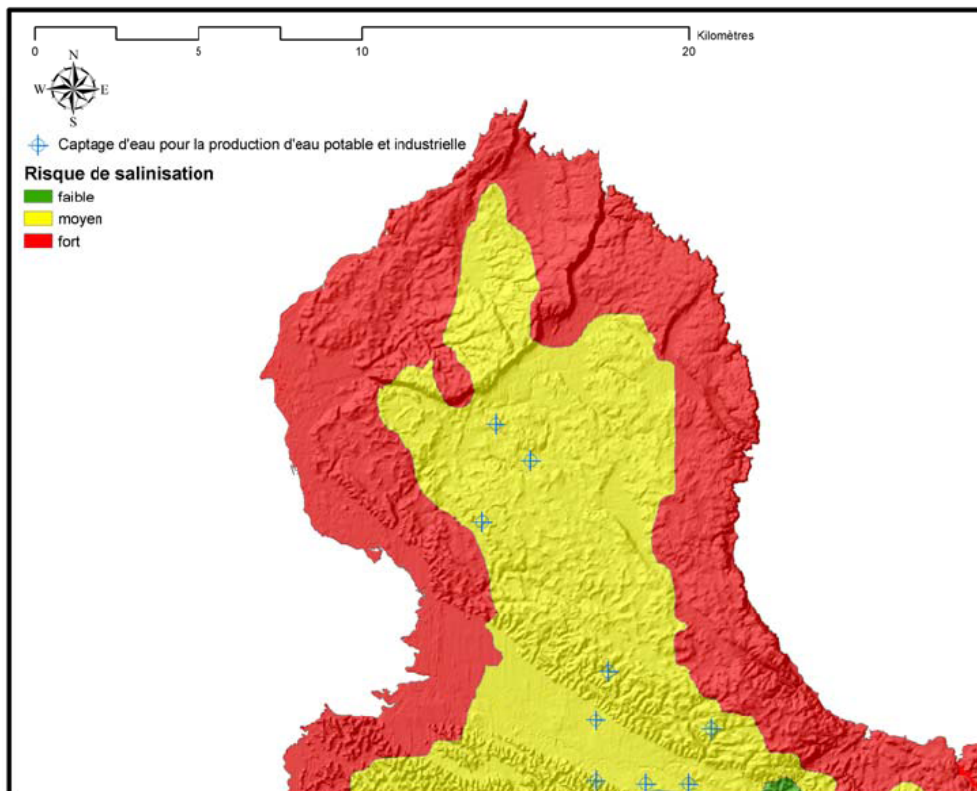 0 5 10 20 Kilomètres
N
W E
S
Captage d'eau pour la production d'eau potable et industrielle
Risque de salinisation
faible
moyen
fort